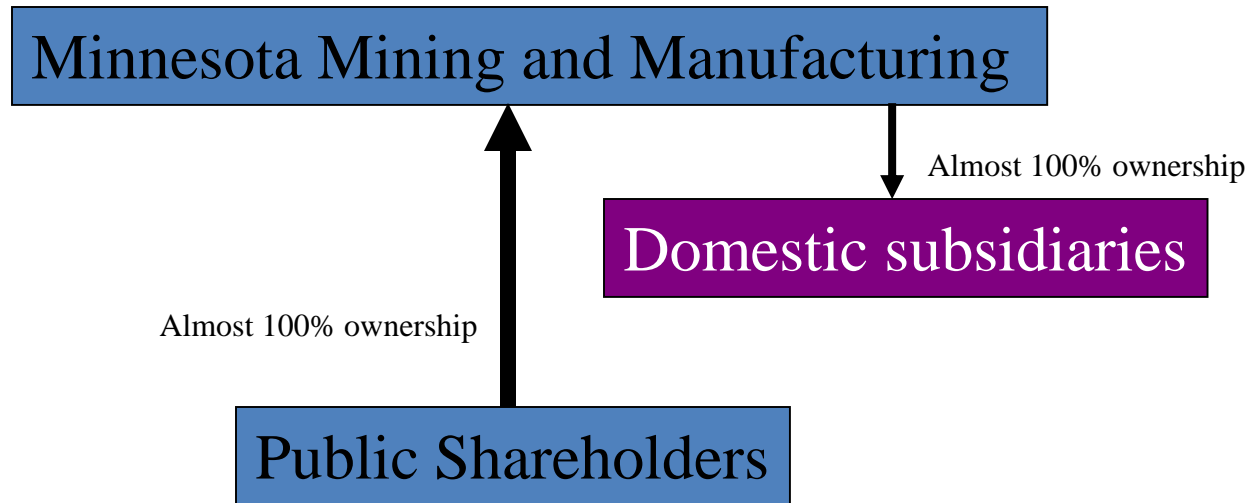 Minnesota Mining and Manufacturing
Almost 100% ownership
Domestic subsidiaries
Almost 100% ownership
Public Shareholders